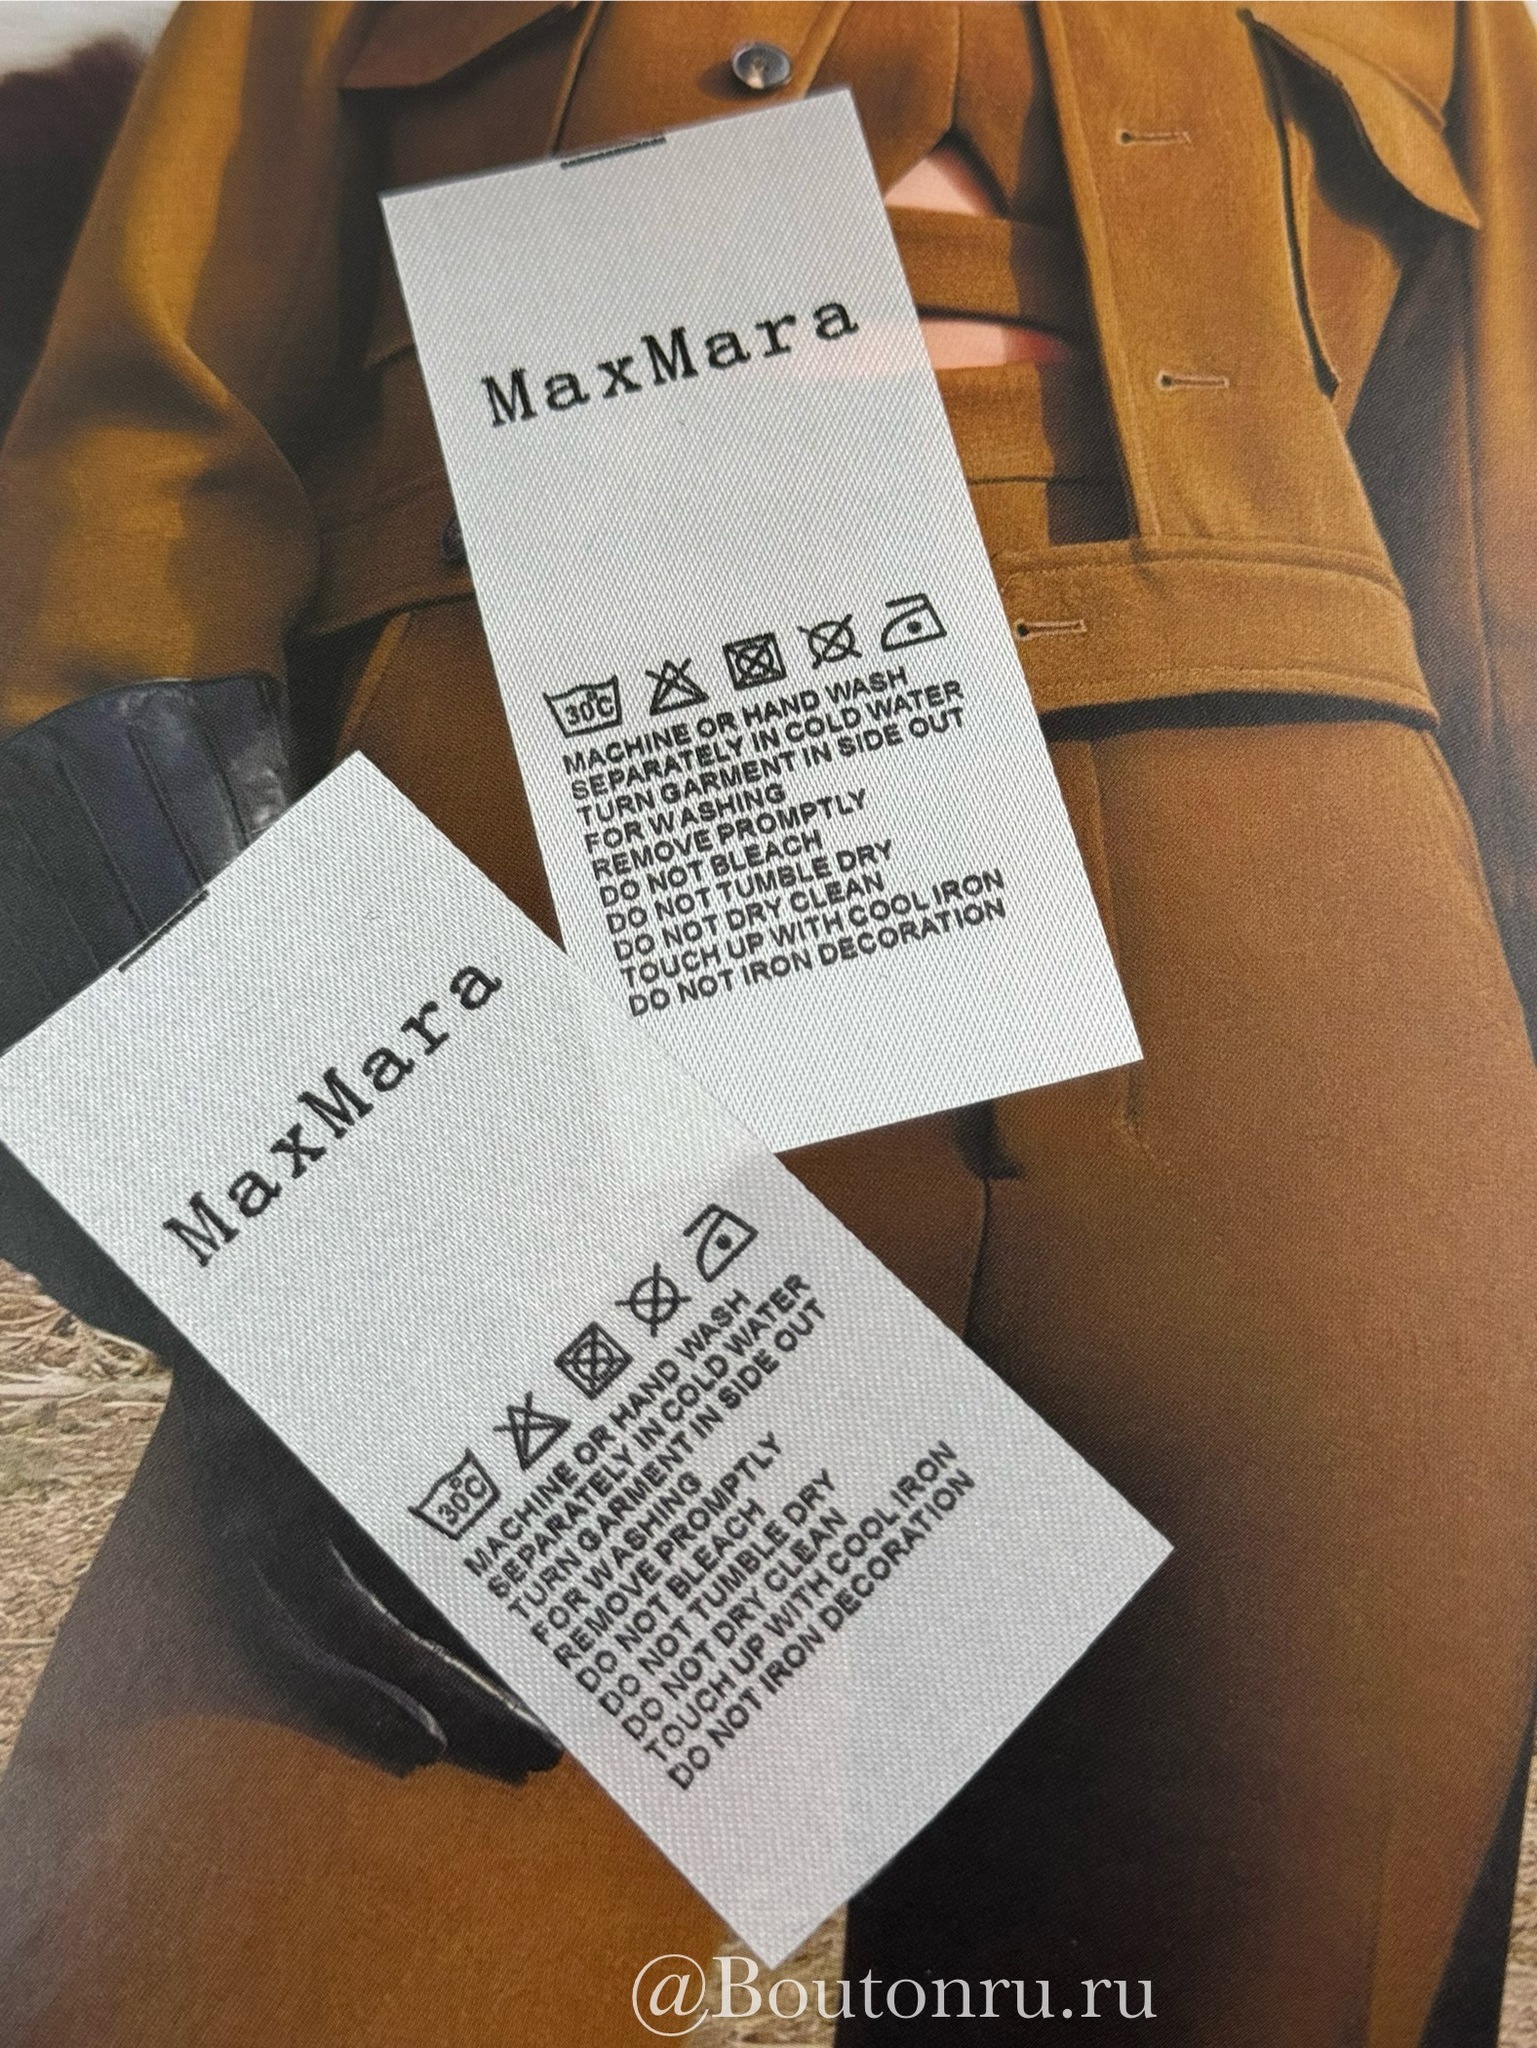 MaxMara
30°C
MACHINE OR HAND WASH
SEPARATELY IN COLD WATER
TURN GARMENT IN SIDE OUT
FOR WASHING
REMOVE PROMPTLY
DO NOT BLEACH
DO NOT TUMBLE DRY
DO NOT DRY CLEAN
TOUCH UP WITH COOL IRON
DO NOT IRON DECORATION
MaxMara
30°C
MACHINE OR HAND WASH
SEPARATELY IN COLD WATER
TURN GARMENT IN SIDE OUT
FOR WASHING
REMOVE PROMPTLY
DO NOT BLEACH
DO NOT TUMBLE DRY
DO NOT DRY CLEAN
TOUCH UP WITH COOL IRON
DO NOT IRON DECORATION
@Boutonru.ru